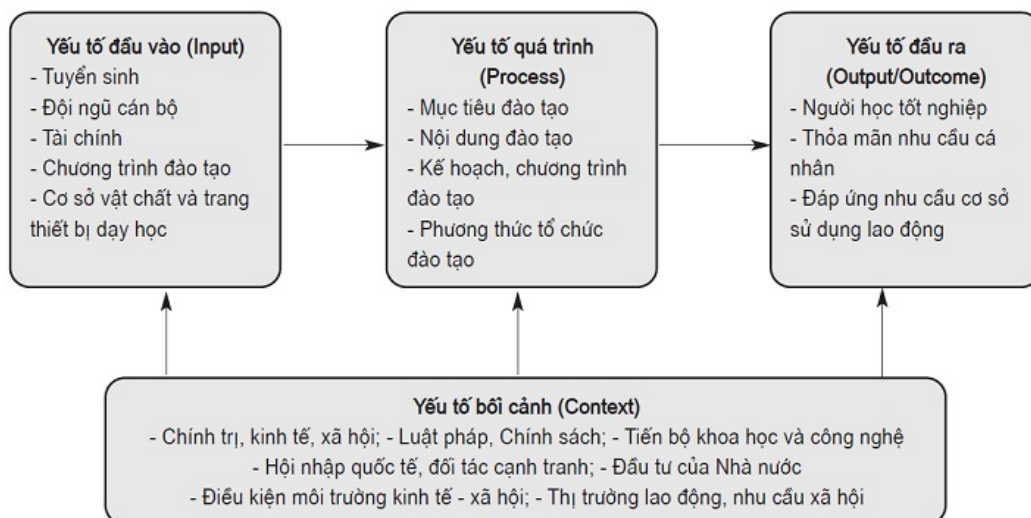 Yếu tố đầu vào (Input)
- Tuyển sinh
- Đội ngũ cán bộ
- Tài chính
- Chương trình đào tạo
- Cơ sở vật chất và trang
thiết bị dạy học
Yếu tố quá trình
(Process)
- Mục tiêu đào tạo
- Nội dung đào tạo
- Kế hoạch, chương trình
đào tạo
- Phương thức tổ chức
đào tạo
Yếu tố đầu ra
(Output/Outcome)
- Người học tốt nghiệp
- Thỏa mãn nhu cầu cá
nhân
- Đáp ứng nhu cầu cơ sở
sử dụng lao động
Yếu tố bối cảnh (Context)
- Chính trị, kinh tế, xã hội; - Luật pháp, Chính sách; - Tiến bộ khoa học và công nghệ
- Hội nhập quốc tế, đối tác cạnh tranh; - Đầu tư của Nhà nước
- Điều kiện môi trường kinh tế - xã hội; - Thị trường lao động, nhu cầu xã hội